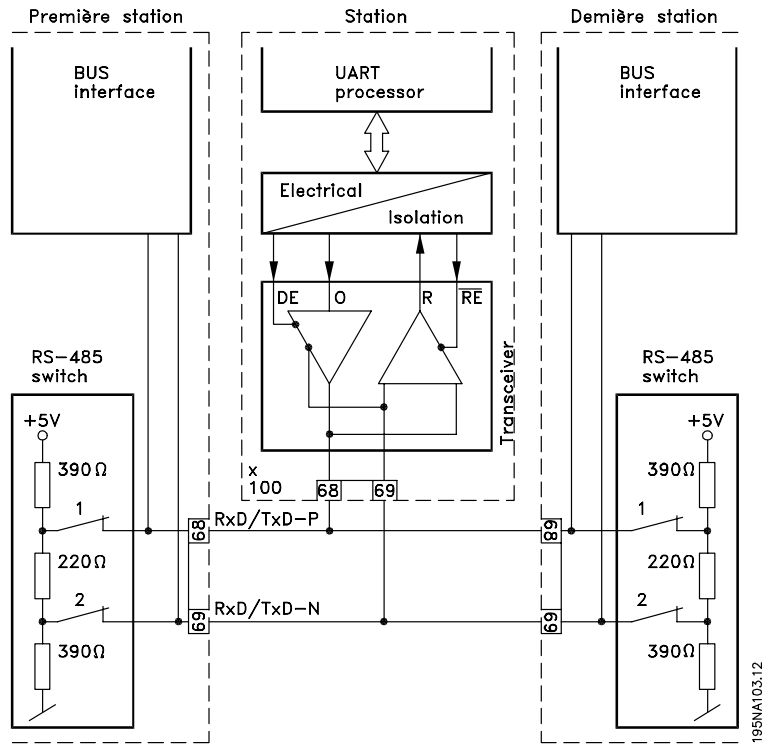 Première station
Station
Demière station
BUS
interface
UART
processor
BUS
interface
Electrical
Isolation
DE
O
R
RE
Transceiver
RS-485
switch
RS-485
switch
+5V
390Ω
1
220Ω
2
390Ω
x
100
68
69
68
RxD/TxD-P
69
RxD/TxD-N
68
69
+5V
390Ω
1
220Ω
2
390Ω
195NA103.12